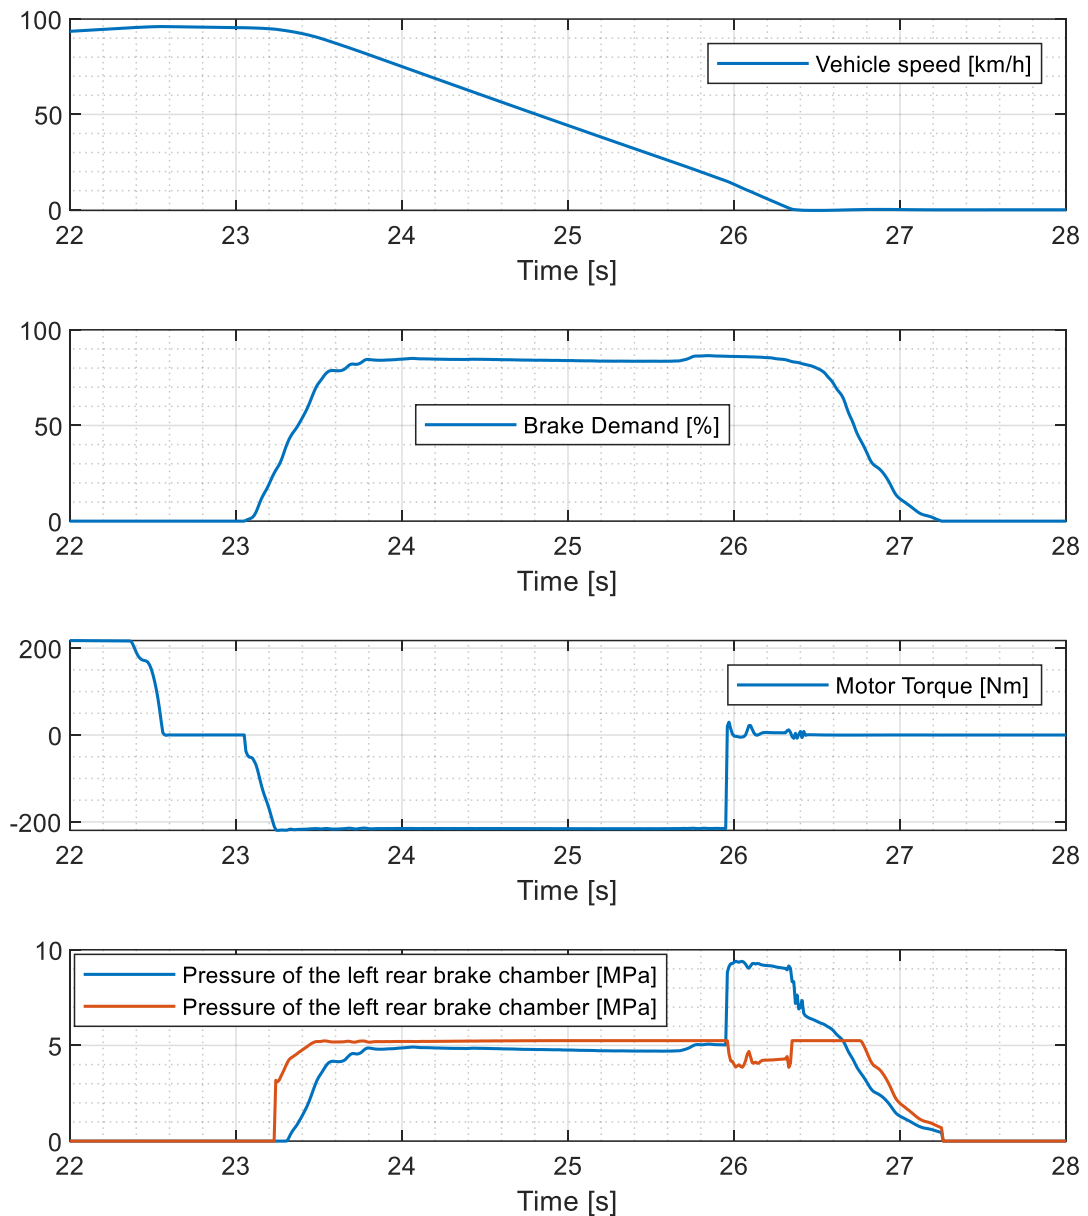 100
50
0
Vehicle speed [km/h]
22 23 24 25 26 27 28
Time [s]
100
50
0
Brake Demand [%]
22 23 24 25 26 27 28
Time [s]
200
0
-200
Motor Torque [Nm]
22 23 24 25 26 27 28
Time [s]
10
5
0
Pressure of the left rear brake chamber [MPa]
Pressure of the left rear brake chamber [MPa]
22 23 24 25 26 27 28
Time [s]